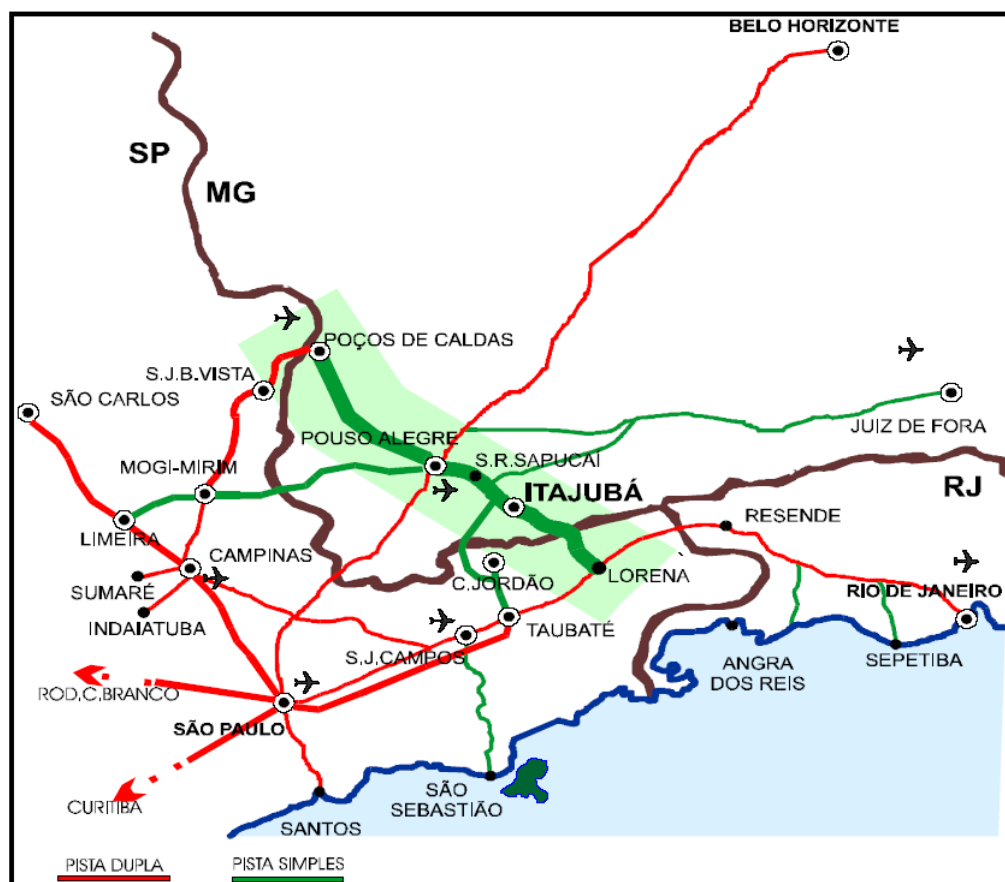 BELO HORIZONTE
SP
MG
POÇOS DE CALDAS
S.J.B.VISTA
SÃO CARLOS
JUIZ DE FORA
POUSO ALEGRE
S.R.SAPUCAÍ
MOGI-MIRIM
ITAJUBÁ
RJ
RESENDE
LIMEIRA
CAMPINAS
LORENA
C.JORDÃO
SUMARÉ
RIO DE JANEIRO
INDAIATUBA
TAUBATÉ
S.J.CAMPOS
SEPETIBA
ANGRA
DOS REIS
ROD.C.BRANCO
SÃO PAULO
SÃO
SEBASTIÃO
CURITIBA
SANTOS
PISTA DUPLA
PISTA SIMPLES